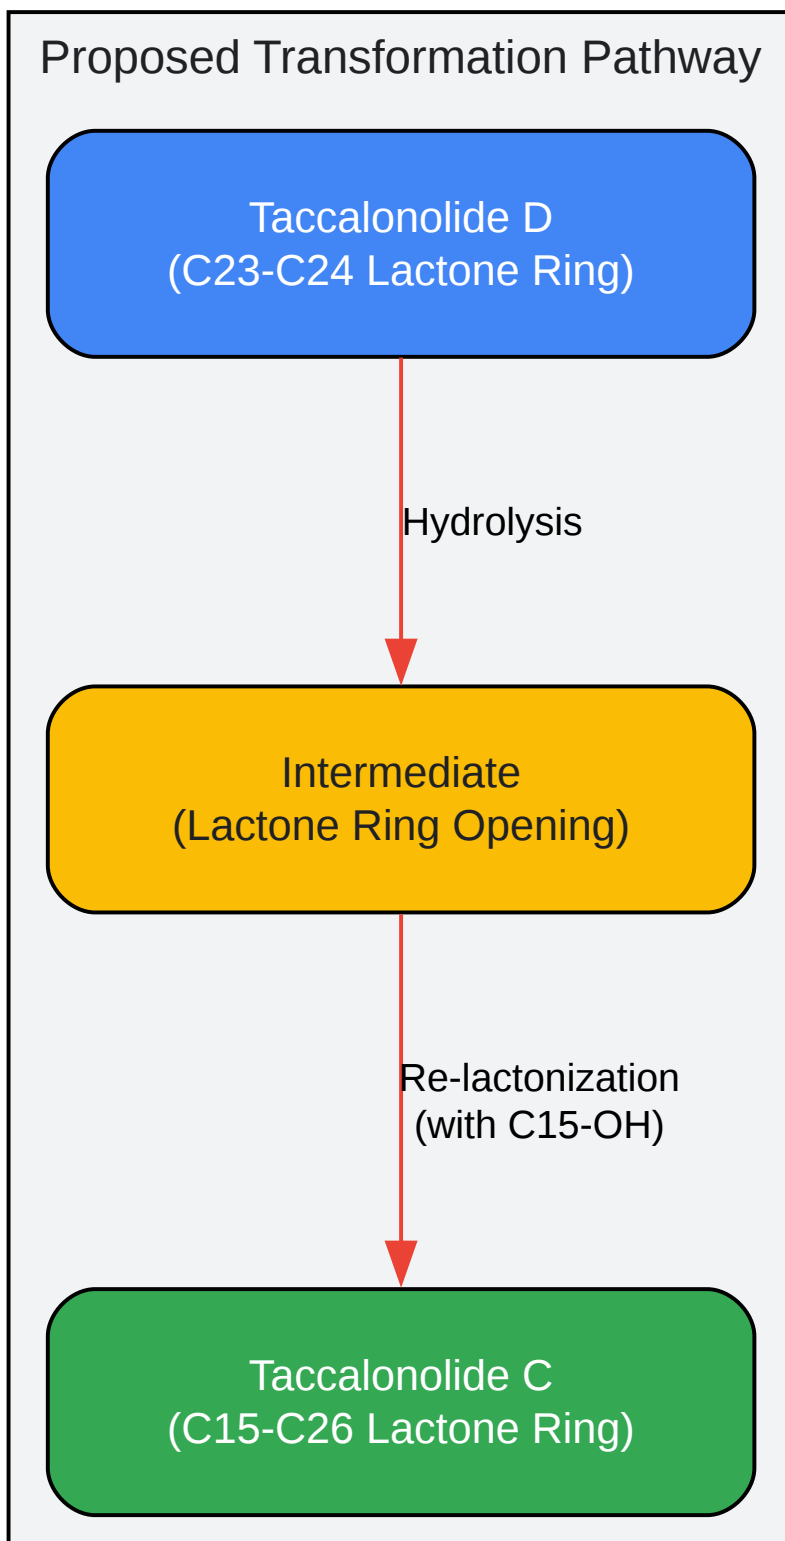 Proposed Transformation Pathway
Taccalonolide D
(C23-C24 Lactone Ring)
Hydrolysis
Intermediate
(Lactone Ring Opening)
Re-lactonization
(with C15-OH)
Taccalonolide C
(C15-C26 Lactone Ring)